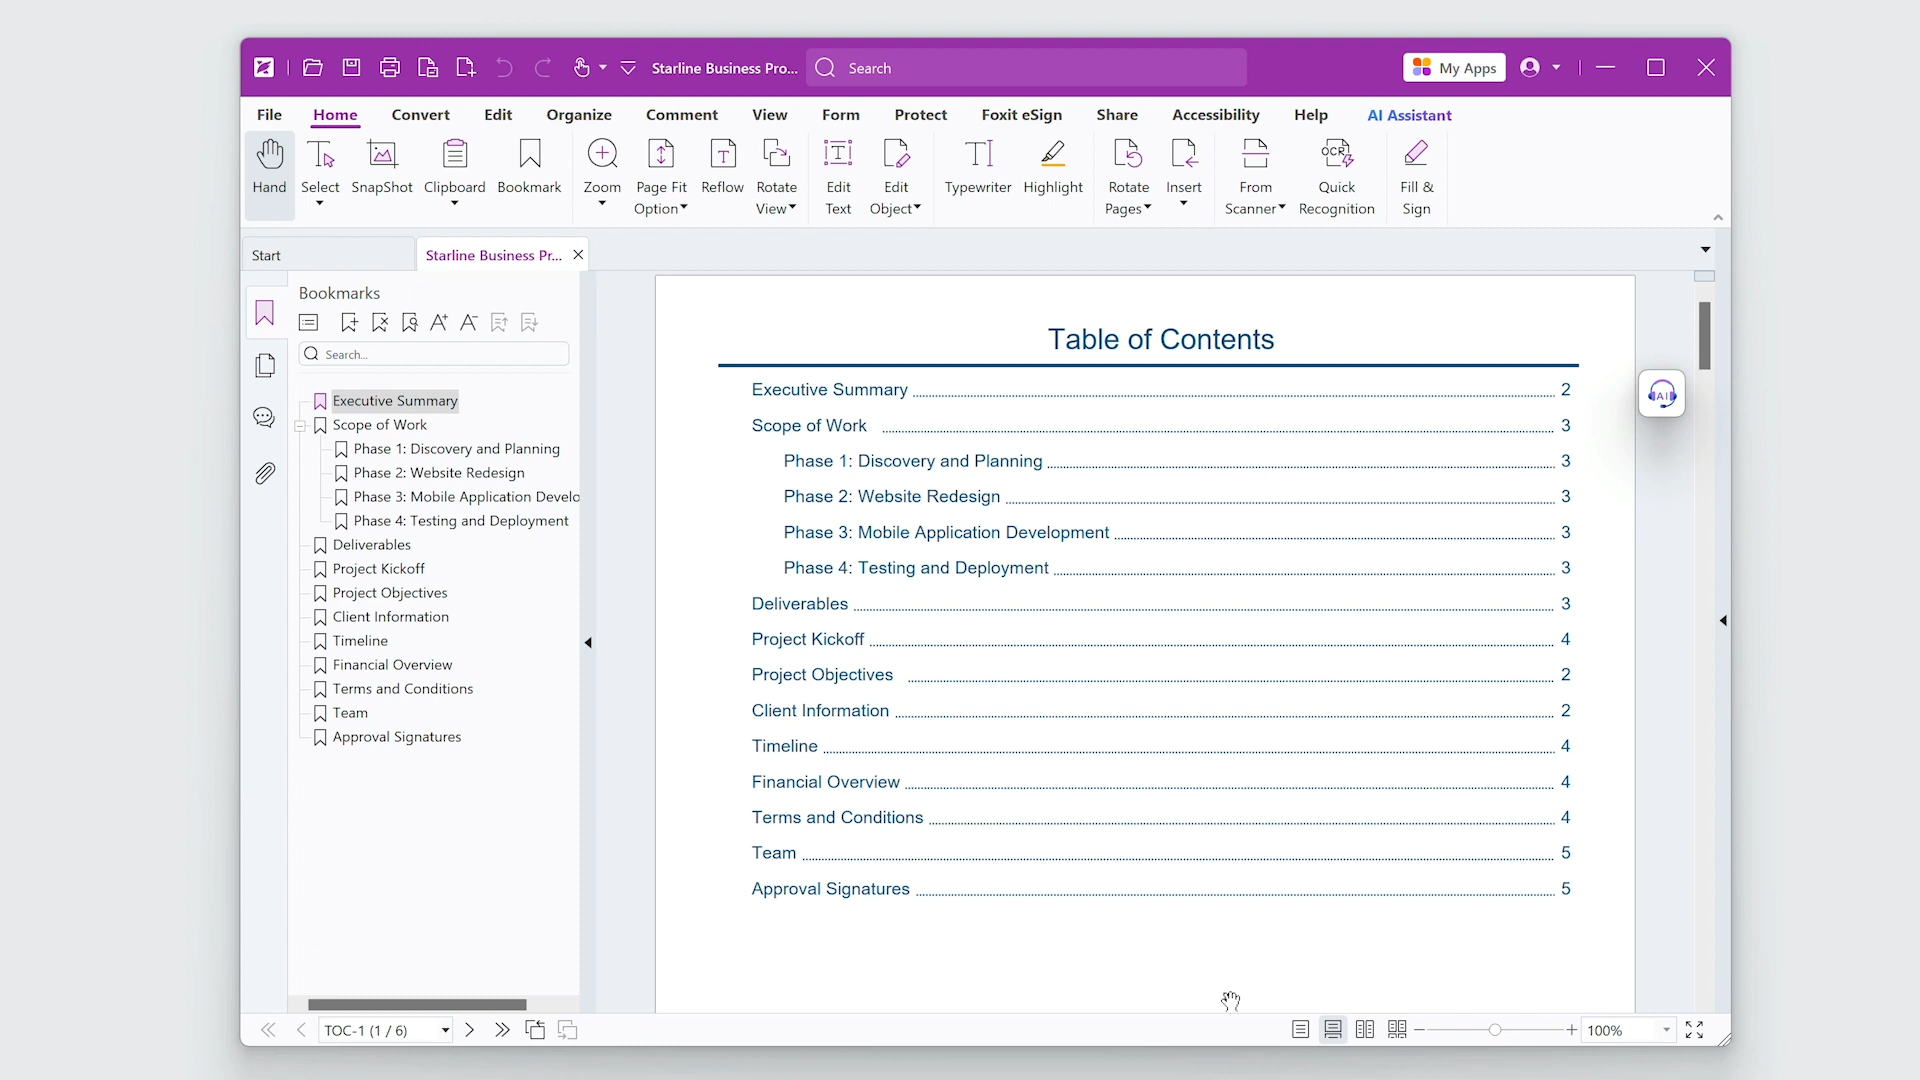 Starline Business Pro...
Search
My Apps
File
Home
Convert
Edit
Organize
Comment
View
Form
Protect
Foxit eSign
Share
Accessibility
Help
AI Assistant
Hand
Select
SnapShot
Clipboard
Bookmark
Zoom
Page Fit
Option
Reflow
Rotate
View
Edit
Text
Edit
Object
Typewriter
Highlight
Rotate
Pages
Insert
From
Scanner
OCR
Quick
Recognition
Fill &
Sign
Start
Starline Business Pr...
Bookmarks
Search...
Executive Summary
Scope of Work
Phase 1: Discovery and Planning
Phase 2: Website Redesign
Phase 3: Mobile Application Develo
Phase 4: Testing and Deployment
Deliverables
Project Kickoff
Project Objectives
Client Information
Timeline
Financial Overview
Terms and Conditions
Team
Approval Signatures
Table of Contents
Executive Summary 2
Scope of Work 3
Phase 1: Discovery and Planning 3
Phase 2: Website Redesign 3
Phase 3: Mobile Application Development 3
Phase 4: Testing and Deployment 3
Deliverables 3
Project Kickoff 4
Project Objectives 2
Client Information 2
Timeline 4
Financial Overview 4
Terms and Conditions 4
Team 5
Approval Signatures 5
AI
TOC-1 (1 / 6)
100%